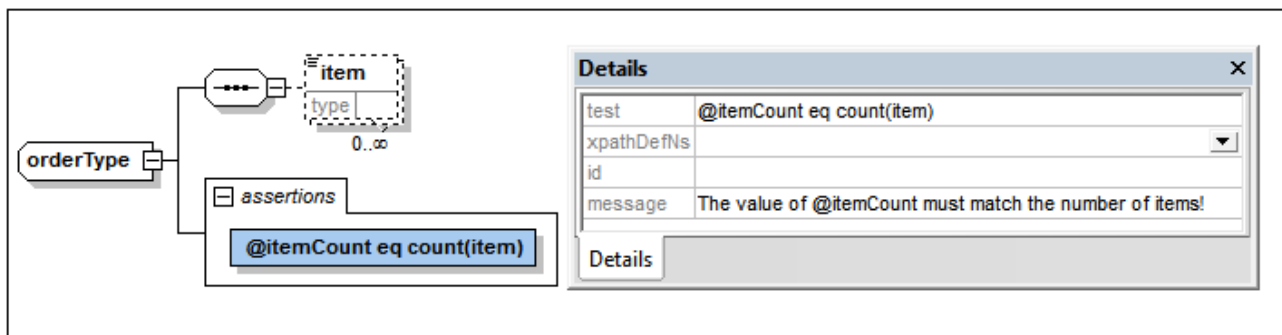 item
type
0..∞
orderType
assertions
@itemCount eq count(item)
Details
test @itemCount eq count(item)
xpathDefNs
id
message The value of @itemCount must match the number of items!
Details